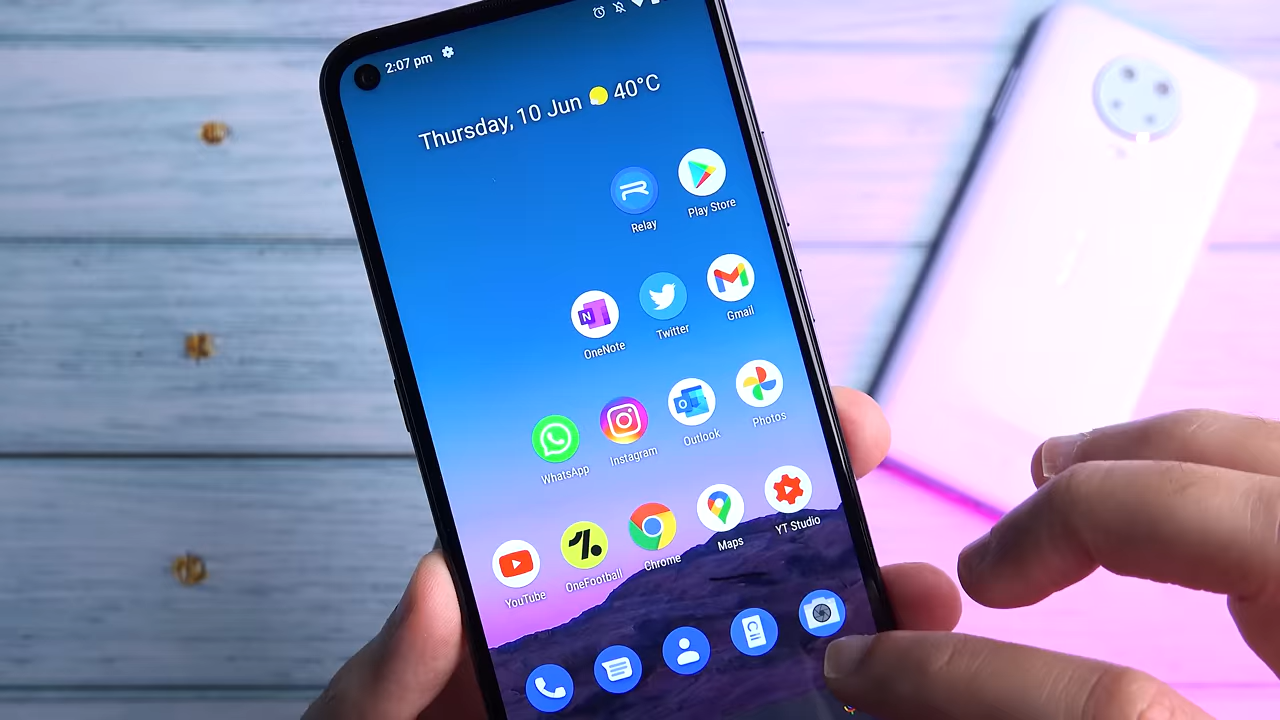 2:07 pm
Thursday, 10 Jun 40°C
Relay
Play Store
OneNote
Twitter
Gmail
WhatsApp
Instagram
Outlook
Photos
YouTube
OneFootball
Chrome
Maps
YT Studio